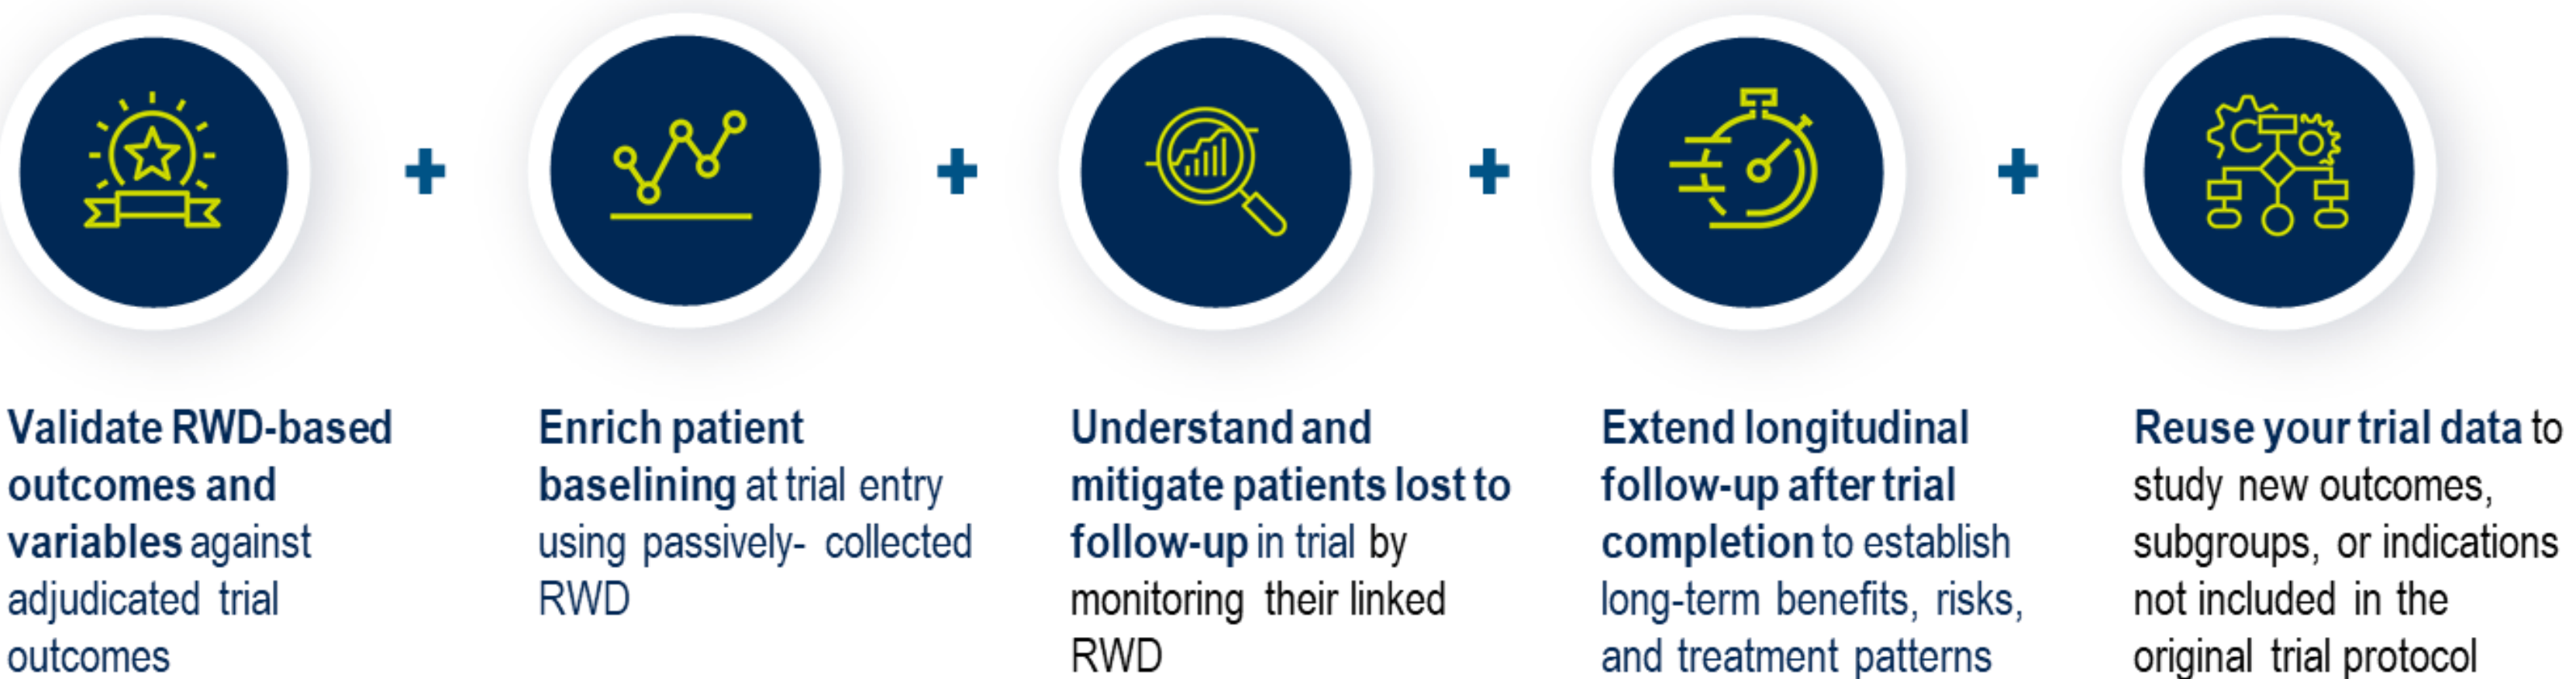 Validate RWD-based
outcomes and
variables against
adjudicated trial
outcomes
Enrich patient
baselining at trial entry
using passively- collected
RWD
Understand and
mitigate patients lost to
follow-up in trial by
monitoring their linked
RWD
Extend longitudinal
follow-up after trial
completion to establish
long-term benefits, risks,
and treatment patterns
Reuse your trial data to
study new outcomes,
subgroups, or indications
not included in the
original trial protocol